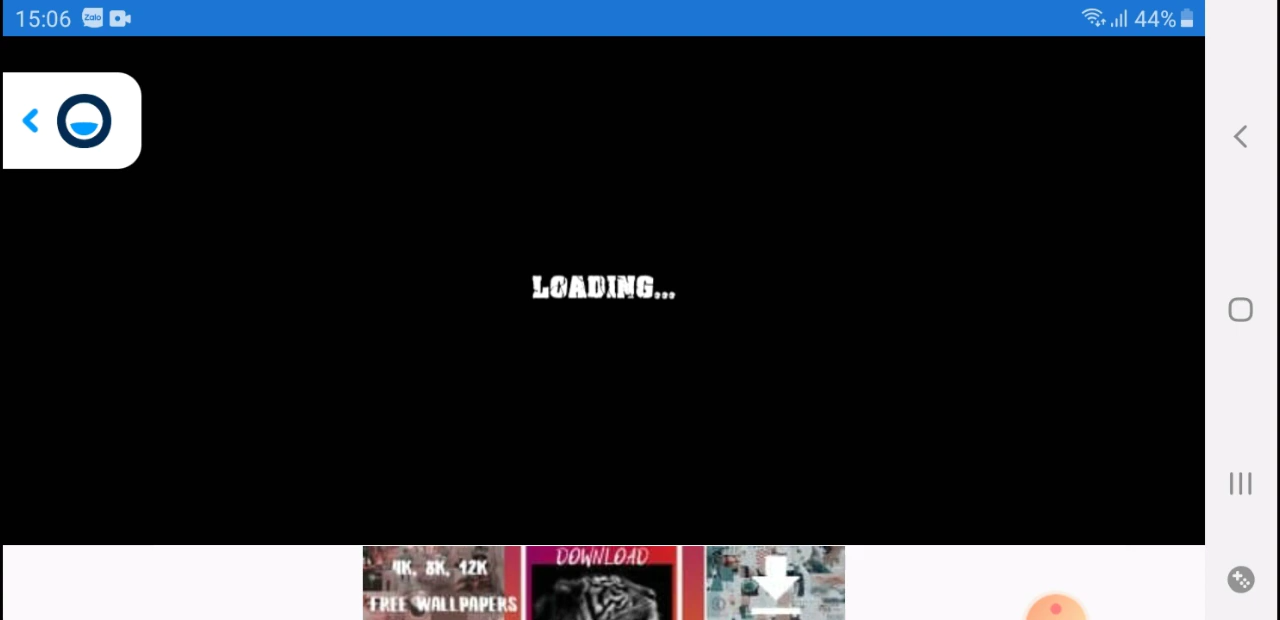 15:06 Zalo 44%
LOADING...
4K, 8K, 12K
FREE WALLPAPERS
DOWNLOAD